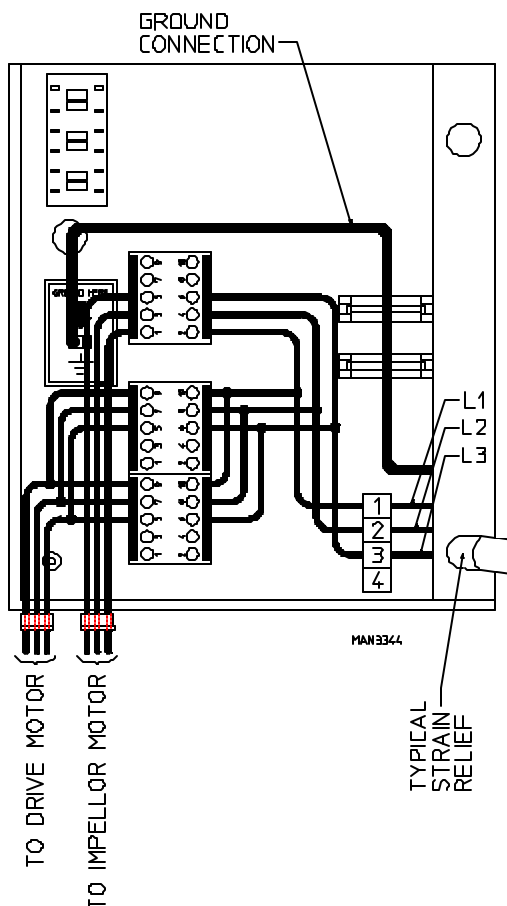 GROUND
CONNECTION
L1
L2
L3
1
2
3
4
MAN3344
TO DRIVE MOTOR
TO IMPELLOR MOTOR
TYPICAL
STRAIN
RELIEF